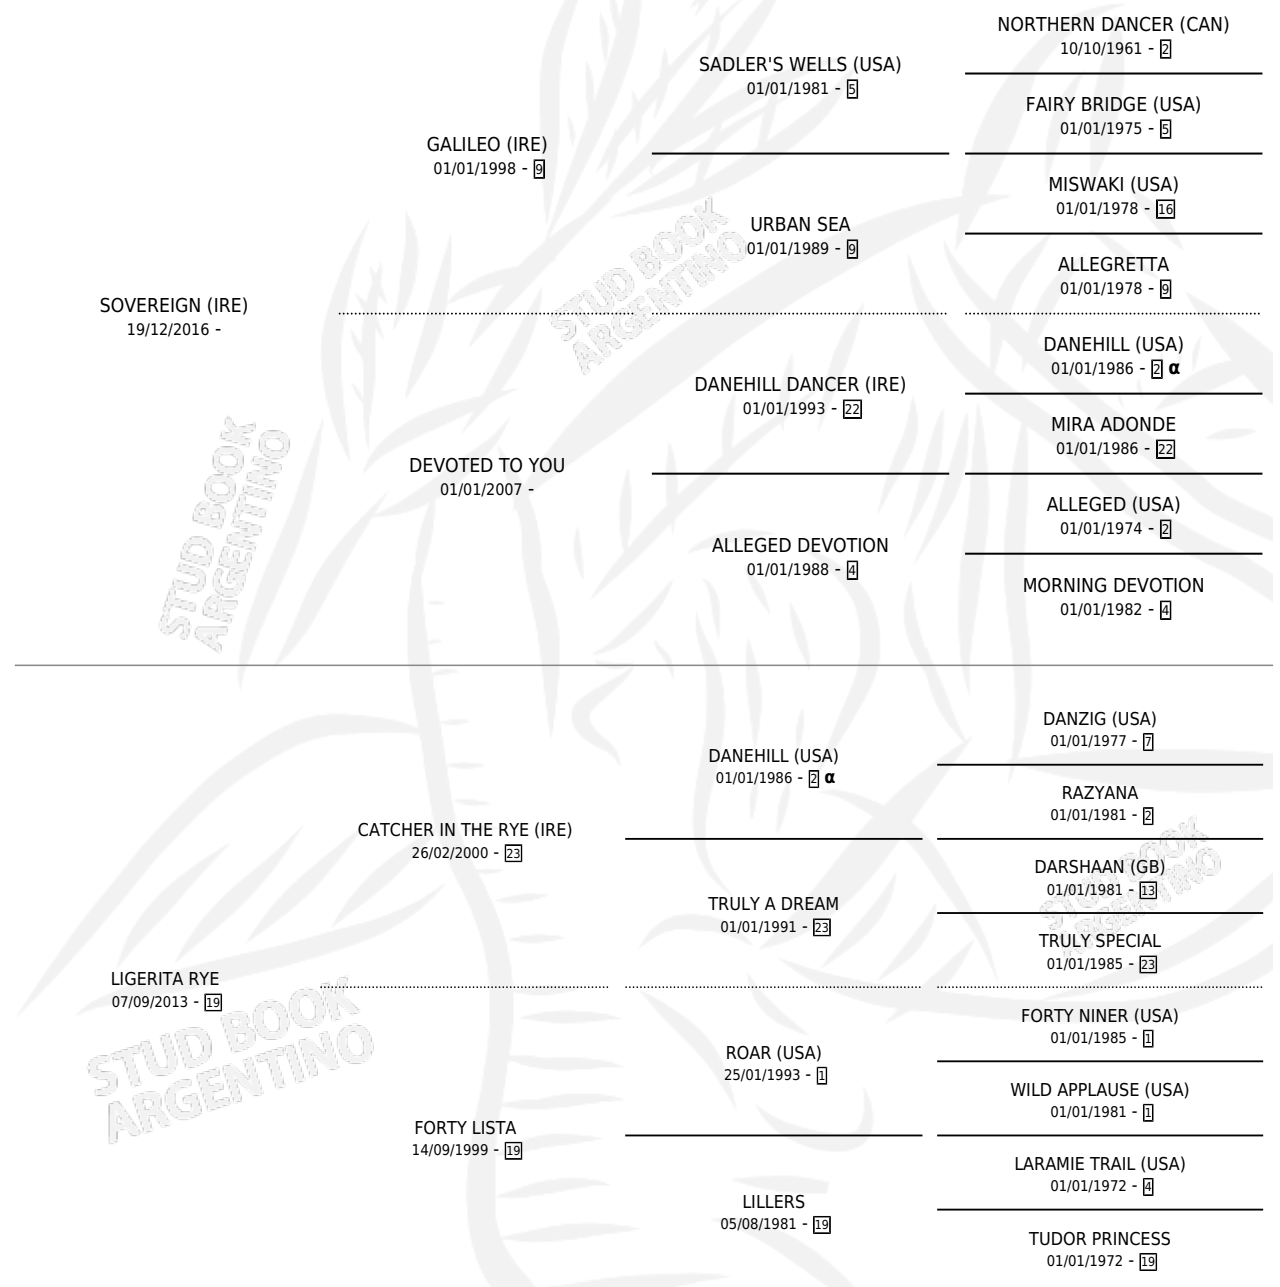 NORTHERN DANCER (CAN)
10/10/1961 - 2
SADLER'S WELLS (USA)
01/01/1981 - 5
FAIRY BRIDGE (USA)
01/01/1975 - 5
GALILEO (IRE)
01/01/1998 - 9
MISWAKI (USA)
01/01/1978 - 16
URBAN SEA
01/01/1989 - 9
ALLEGRETTA
01/01/1978 - 9
SOVEREIGN (IRE)
19/12/2016 -
DANEHILL (USA)
01/01/1986 - 2 α
DANEHILL DANCER (IRE)
01/01/1993 - 22
MIRA ADONDE
01/01/1986 - 22
DEVOTED TO YOU
01/01/2007 -
ALLEGED (USA)
01/01/1974 - 2
ALLEGED DEVOTION
01/01/1988 - 4
MORNING DEVOTION
01/01/1982 - 4
DANZIG (USA)
01/01/1977 - 7
DANEHILL (USA)
01/01/1986 - 2 α
RAZYANA
01/01/1981 - 2
CATCHER IN THE RYE (IRE)
26/02/2000 - 23
DARSHAAN (GB)
01/01/1981 - 13
TRULY A DREAM
01/01/1991 - 23
TRULY SPECIAL
01/01/1985 - 23
LIGERITA RYE
07/09/2013 - 19
FORTY NINER (USA)
01/01/1985 - 1
ROAR (USA)
25/01/1993 - 1
WILD APPLAUSE (USA)
01/01/1981 - 1
FORTY LISTA
14/09/1999 - 19
LARAMIE TRAIL (USA)
01/01/1972 - 4
LILLERS
05/08/1981 - 19
TUDOR PRINCESS
01/01/1972 - 19
STUD BOOK
ARGENTINO
STUD BOOK
ARGENTINO
STUD BOOK
ARGENTINO
STUD BOOK
ARGENTINO